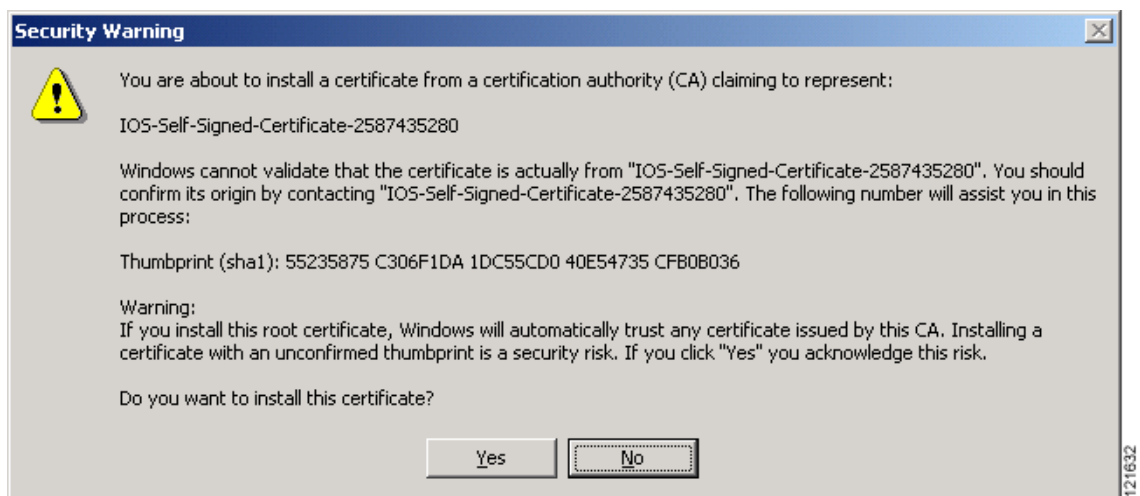 Security Warning
You are about to install a certificate from a certification authority (CA) claiming to represent:
IOS-Self-Signed-Certificate-2587435280
Windows cannot validate that the certificate is actually from "IOS-Self-Signed-Certificate-2587435280". You should
confirm its origin by contacting "IOS-Self-Signed-Certificate-2587435280". The following number will assist you in this
process:
Thumbprint (sha1): 55235875 C306F1DA 1DC55CD0 40E54735 CFB0B036
Warning:
If you install this root certificate, Windows will automatically trust any certificate issued by this CA. Installing a
certificate with an unconfirmed thumbprint is a security risk. If you click "Yes" you acknowledge this risk.
Do you want to install this certificate?
Yes
No
121632